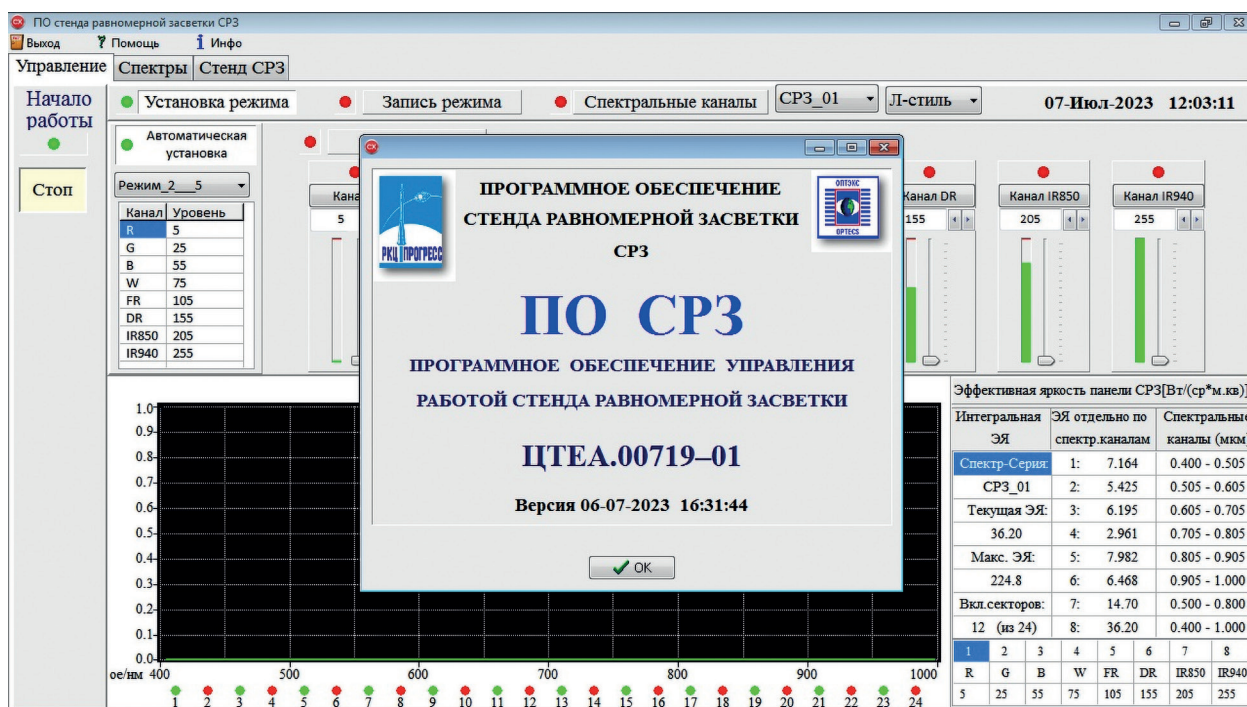 ПО стенда равномерной засветки СРЗ
Выход Помощь Инфо
Управление Спектры Стенд СРЗ
Начало работы
Стоп
Установка режима Запись режима Спектральные каналы СРЗ_01 Л-стиль 07-Июл-2023 12:03:11
Автоматическая
установка
Режим_2___5
Канал Уровень
R 5
G 25
B 55
W 75
FR 105
DR 155
IR850 205
IR940 255
5
Канал DR Канал IR850 Канал IR940
155 205 255
РКЦ ПРОГРЕСС
ОПТЭКС
OPTECS
ПРОГРАММНОЕ ОБЕСПЕЧЕНИЕ
СТЕНДА РАВНОМЕРНОЙ ЗАСВЕТКИ
СРЗ
ПО СРЗ
ПРОГРАММНОЕ ОБЕСПЕЧЕНИЕ УПРАВЛЕНИЯ
РАБОТОЙ СТЕНДА РАВНОМЕРНОЙ ЗАСВЕТКИ
ЦТЕА.00719–01
Версия 06-07-2023 16:31:44
OK
1.0
0.9
0.8
0.7
0.6
0.5
0.4
0.3
0.2
0.1
0.0
ое/нм 400 500 600 700 800 900 1000
1 2 3 4 5 6 7 8 9 10 11 12 13 14 15 16 17 18 19 20 21 22 23 24
Эффективная яркость панели СРЗ[Вт/(ср*м.кв)]
Интегральная ЭЯ отдельно по Спектральные
ЭЯ спектр.каналам каналы (мкм)
Спектр-Серия: 1: 7.164 0.400 - 0.505
СРЗ_01 2: 5.425 0.505 - 0.605
Текущая ЭЯ: 3: 6.195 0.605 - 0.705
36.20 4: 2.961 0.705 - 0.805
Макс. ЭЯ: 5: 7.982 0.805 - 0.905
224.8 6: 6.468 0.905 - 1.000
Вкл.секторов: 7: 14.70 0.500 - 0.800
12 (из 24) 8: 36.20 0.400 - 1.000
1 2 3 4 5 6 7 8
R G B W FR DR IR850 IR940
5 25 55 75 105 155 205 255